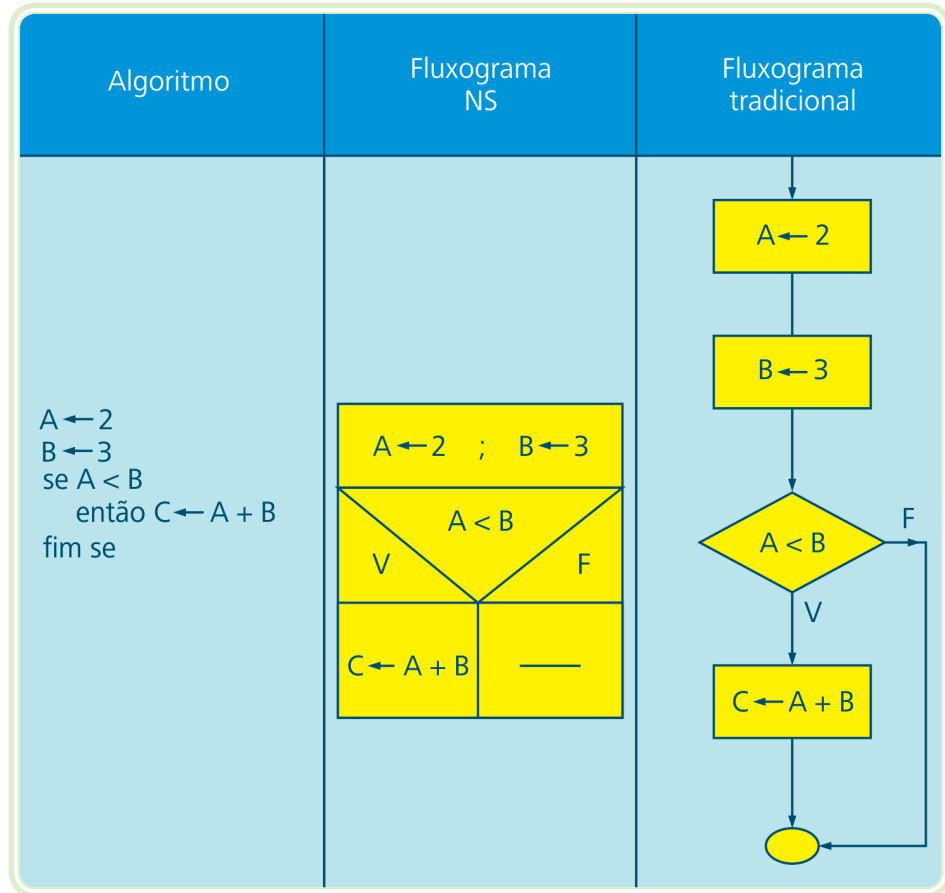 Algoritmo
Fluxograma
NS
Fluxograma
tradicional
A ← 2
B ← 3
se A < B
então C ← A + B
fim se
A ← 2 ; B ← 3
A < B
V
F
C ← A + B
A ← 2
B ← 3
A < B
F
V
C ← A + B